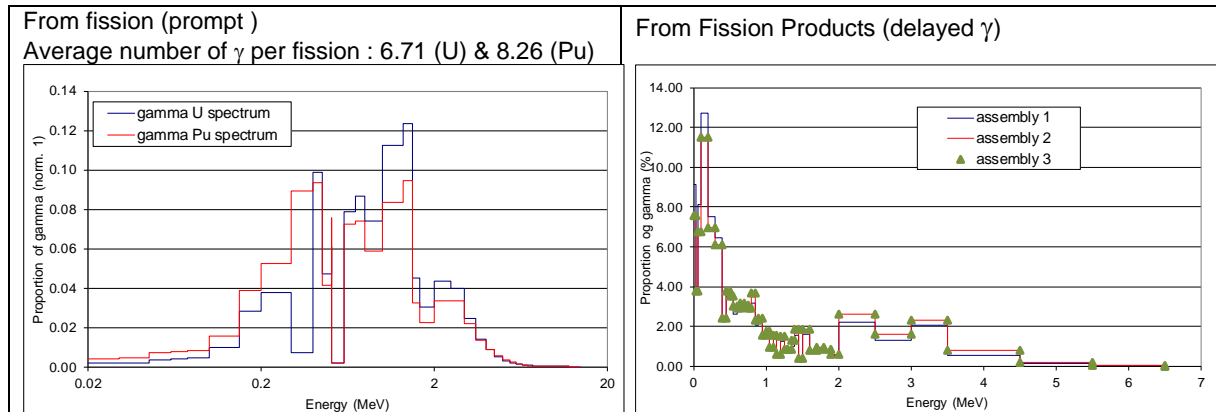 From fission (prompt )
Average number of γ per fission : 6.71 (U) & 8.26 (Pu)
0.14
0.12
0.10
0.08
0.06
0.04
0.02
0.00
Proportion of gamma (norm. 1)
gamma U spectrum
gamma Pu spectrum
0.02
0.2
2
20
Energy (MeV)
From Fission Products (delayed γ)
14.00
12.00
10.00
8.00
6.00
4.00
2.00
0.00
Proportion og gamma (%)
assembly 1
assembly 2
assembly 3
0
1
2
3
4
5
6
7
Energy (MeV)